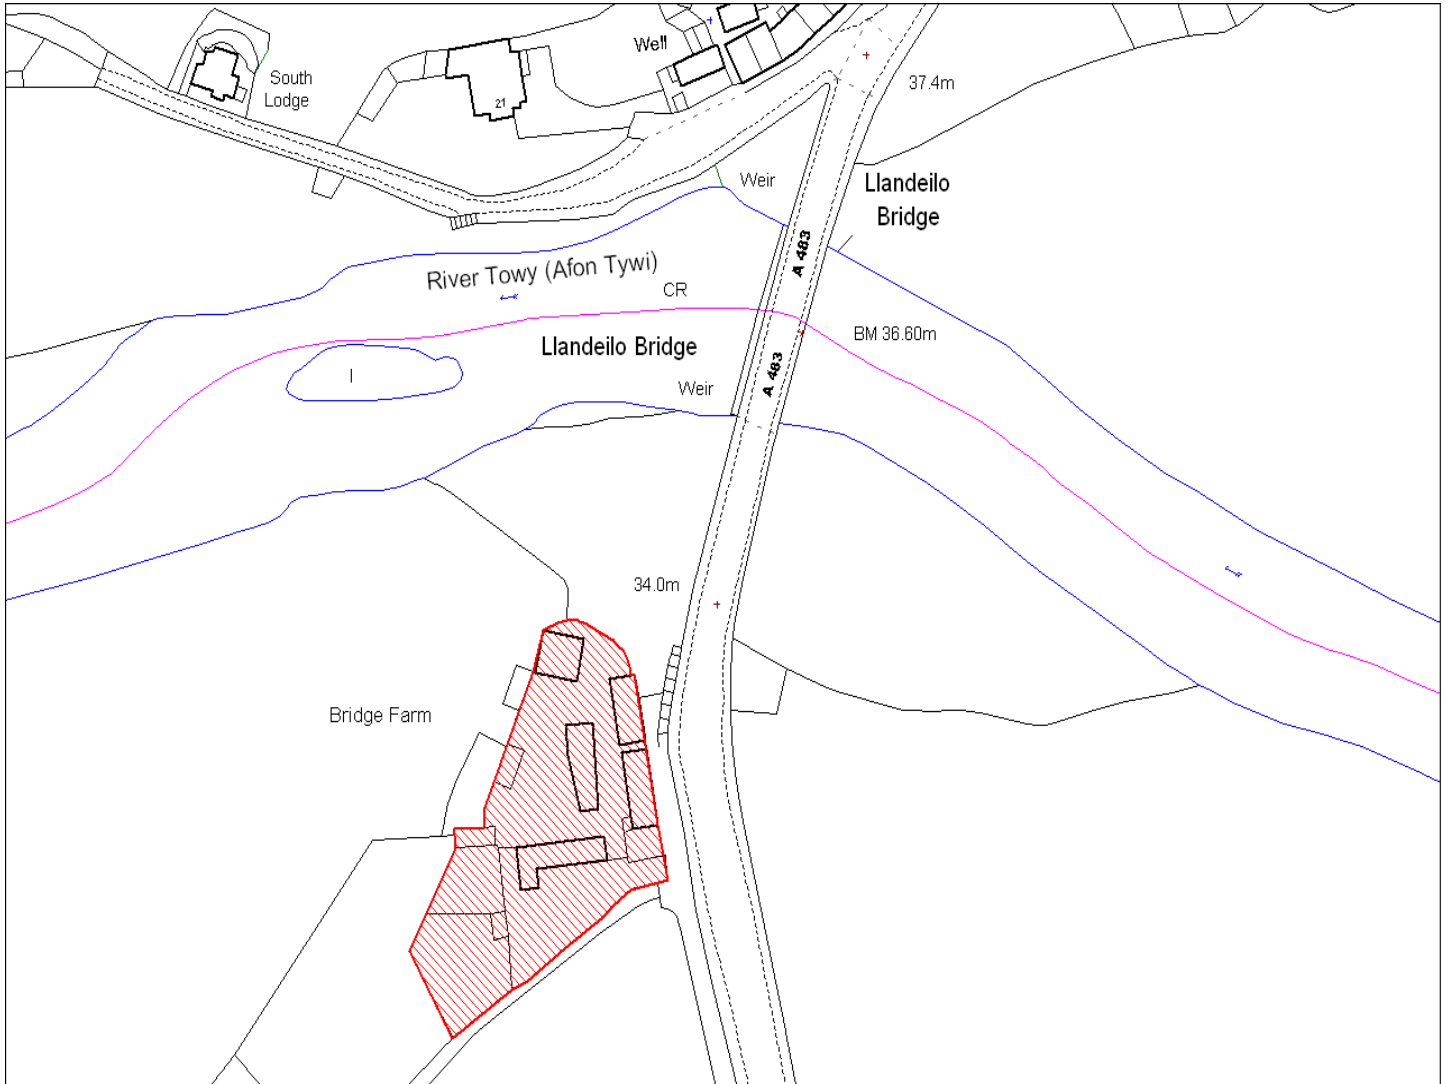 Well
South
Lodge
21
37.4m
Weir
Llandeilo
Bridge
A 483
River Towy (Afon Tywi)
CR
BM 36.60m
Llandeilo Bridge
A 483
Weir
I
34.0m
Bridge Farm